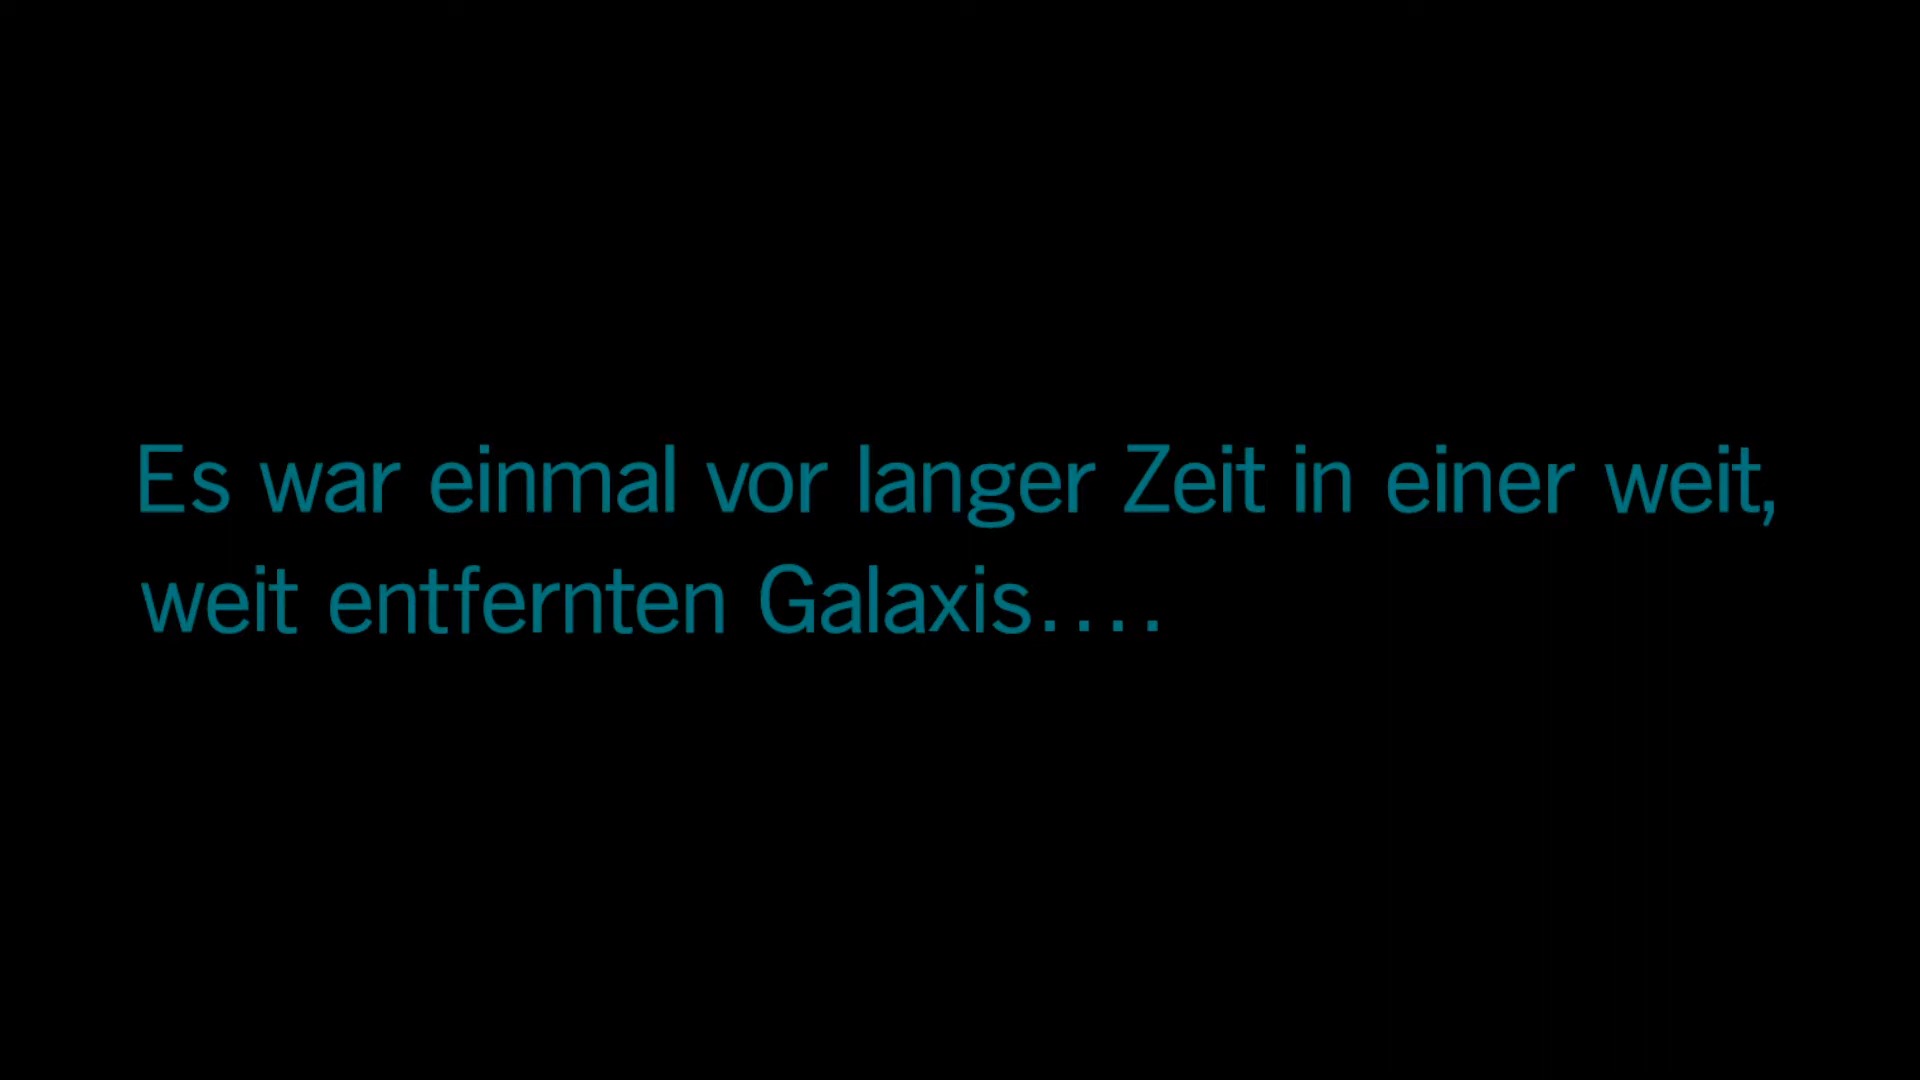 Es war einmal vor langer Zeit in einer weit,
weit entfernten Galaxis....